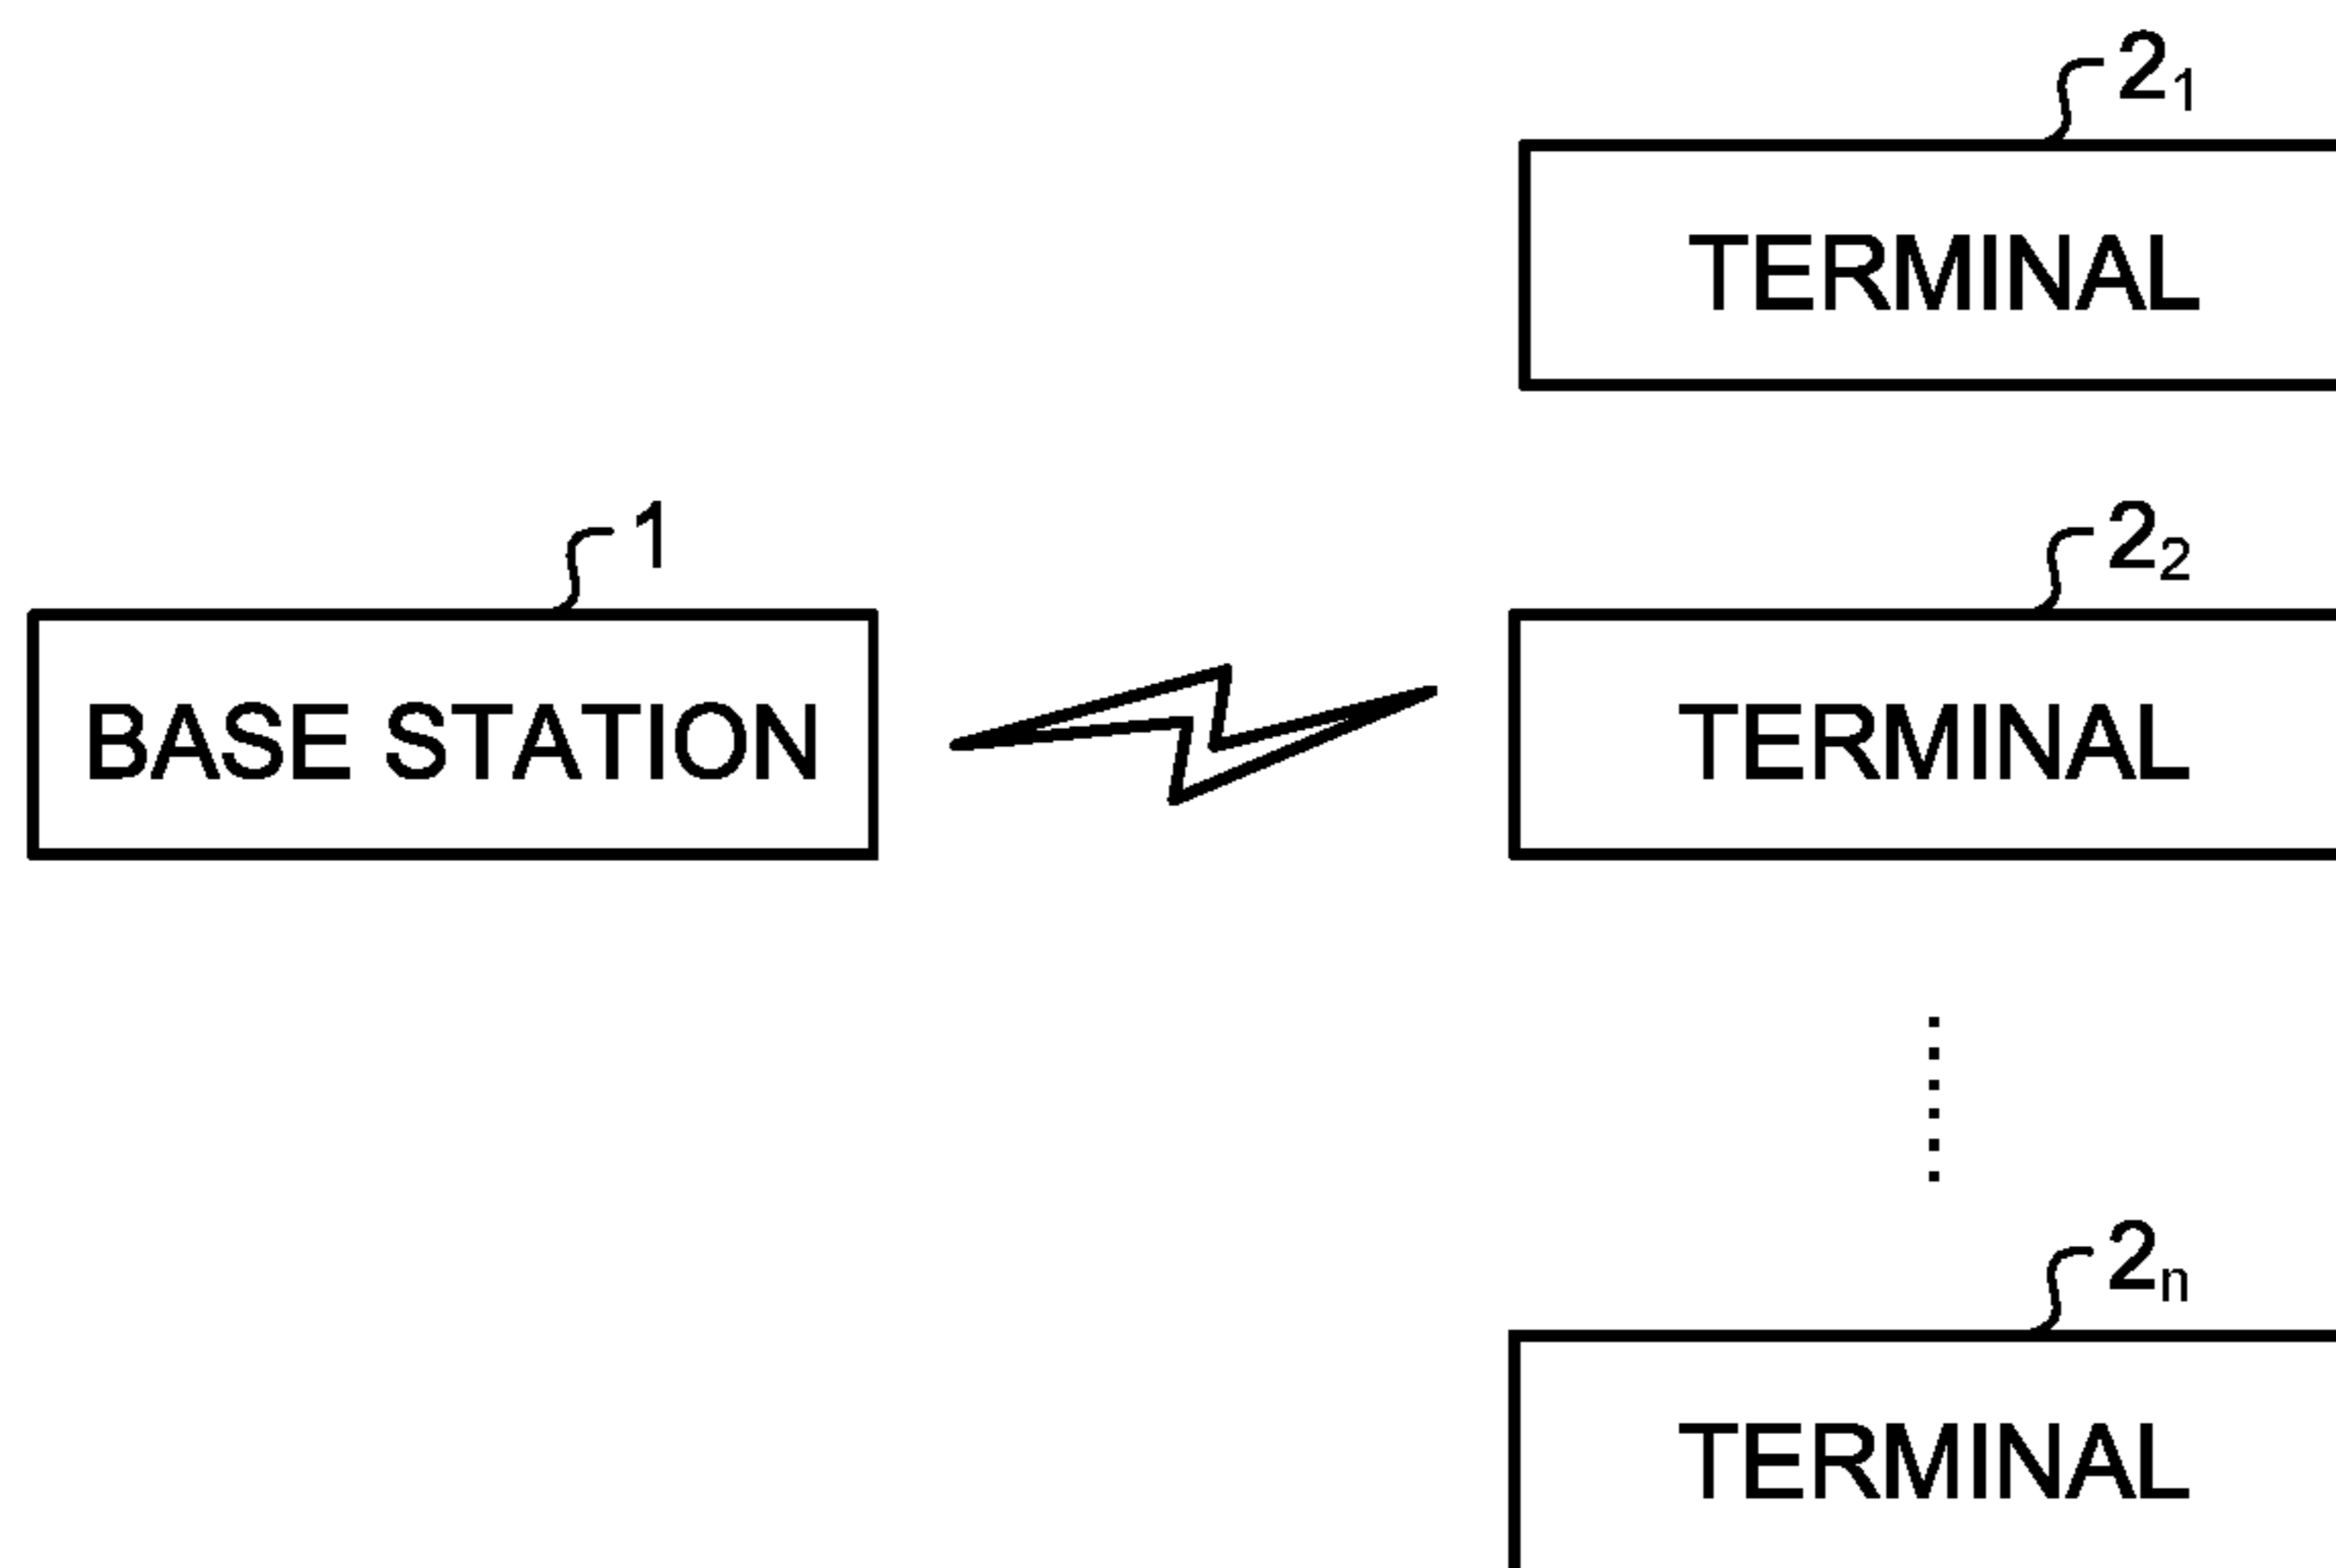 2₁
TERMINAL
1
2₂
BASE STATION
TERMINAL
2ₙ
TERMINAL